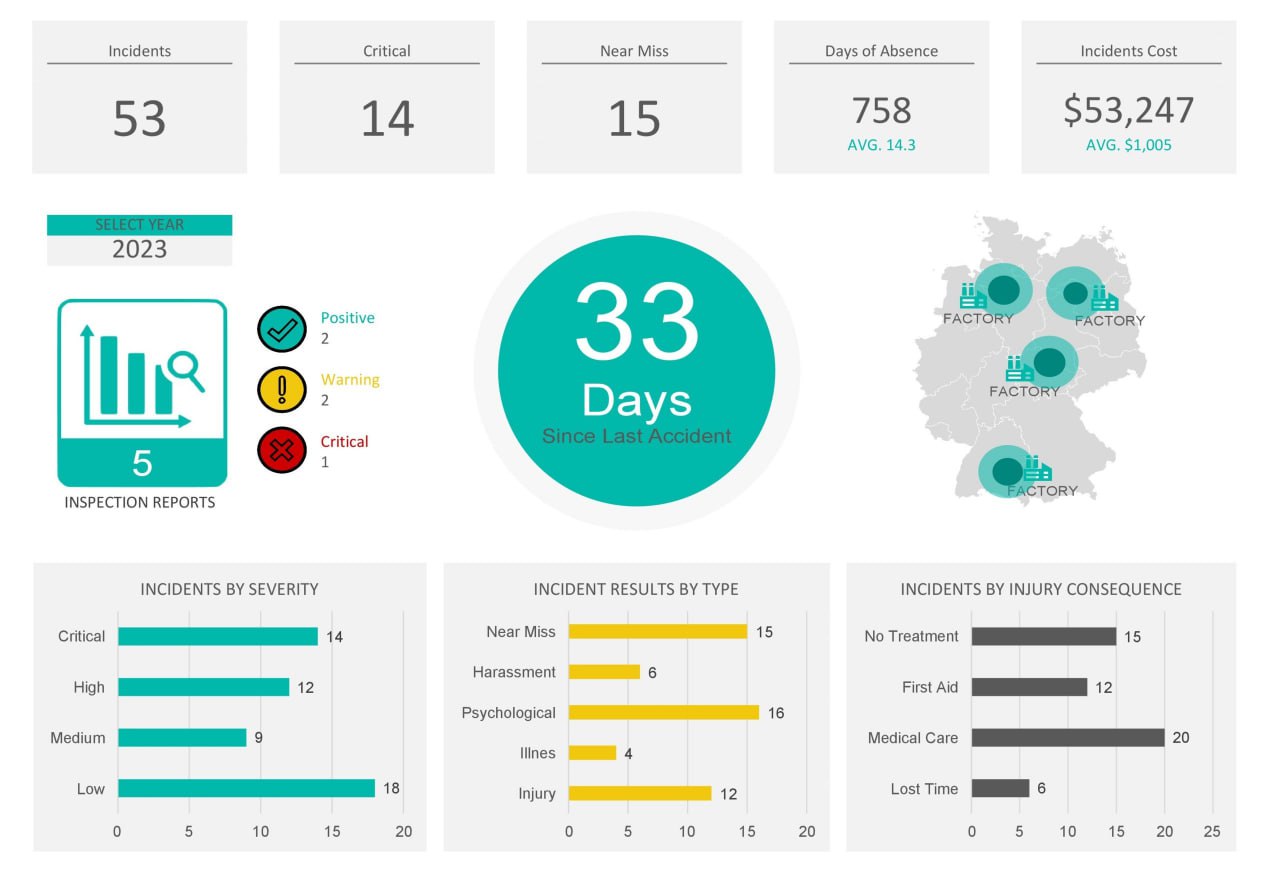 Incidents
53
Critical
14
Near Miss
15
Days of Absence
758
AVG. 14.3
Incidents Cost
$53,247
AVG. $1,005
SELECT YEAR
2023
5
INSPECTION REPORTS
Positive
2
Warning
2
Critical
1
33
Days
Since Last Accident
FACTORY
FACTORY
FACTORY
FACTORY
INCIDENTS BY SEVERITY
Critical 14
High 12
Medium 9
Low 18
0 5 10 15 20
INCIDENT RESULTS BY TYPE
Near Miss 15
Harassment 6
Psychological 16
Illnes 4
Injury 12
0 5 10 15 20
INCIDENTS BY INJURY CONSEQUENCE
No Treatment 15
First Aid 12
Medical Care 20
Lost Time 6
0 5 10 15 20 25